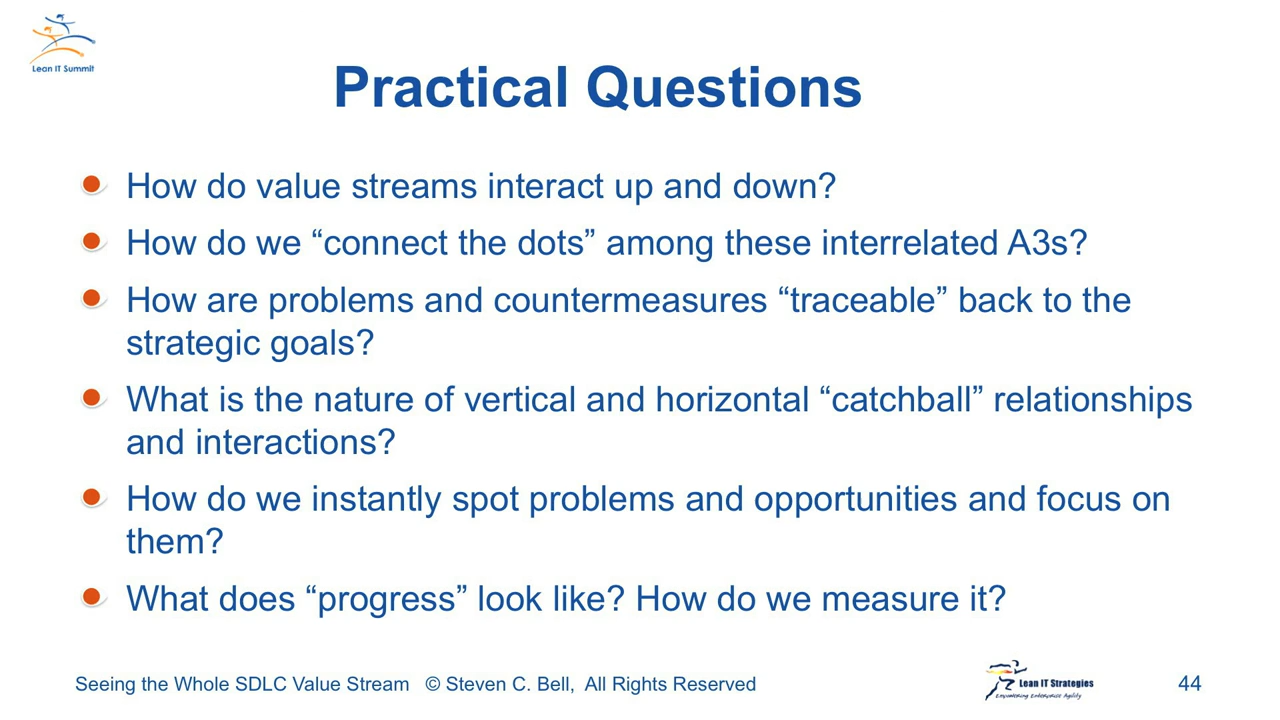 Lean IT Summit
Practical Questions
How do value streams interact up and down?
How do we “connect the dots” among these interrelated A3s?
How are problems and countermeasures “traceable” back to the
strategic goals?
What is the nature of vertical and horizontal “catchball” relationships
and interactions?
How do we instantly spot problems and opportunities and focus on
them?
What does “progress” look like? How do we measure it?
Seeing the Whole SDLC Value Stream © Steven C. Bell, All Rights Reserved
Lean IT Strategies
Empowering Enterprise Agility
44